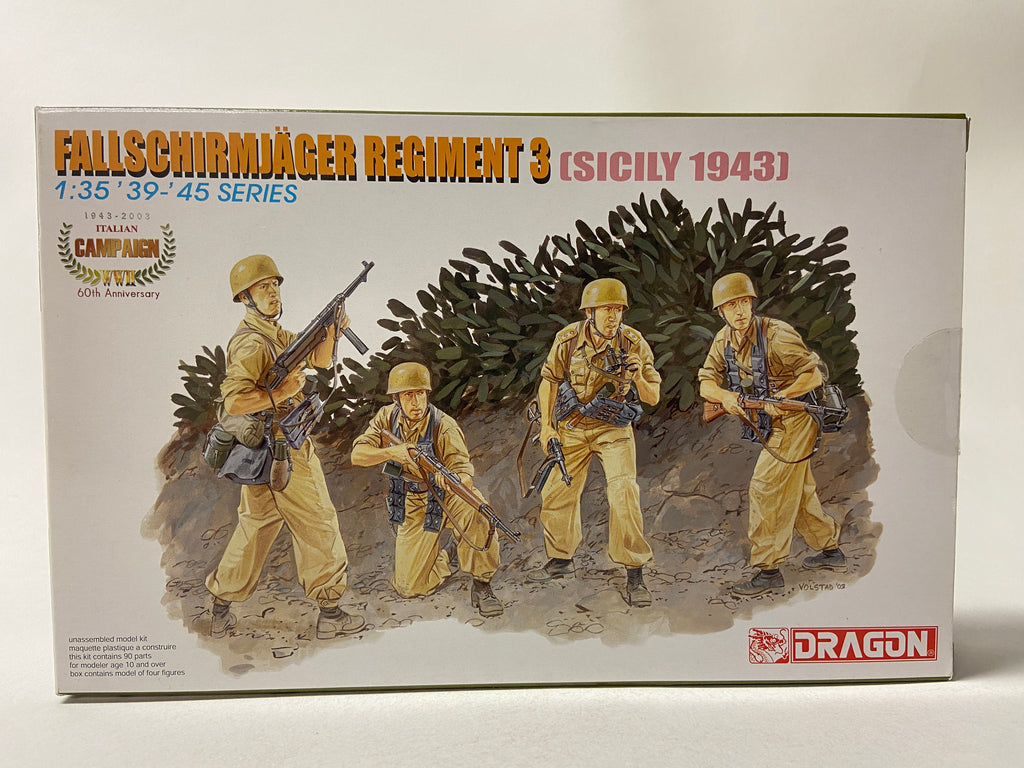 FALLSCHIRMJÄGER REGIMENT 3 (SICILY 1943)
1:35 '39-'45 SERIES
1943-2003
ITALIAN
CAMPAIGN
WWII
60th Anniversary
VOLSTAD '03
unassembled model kit
maquette plastique a construire
this kit contains 90 parts
for modeler age 10 and over
box contains model of four figures
DRAGON®